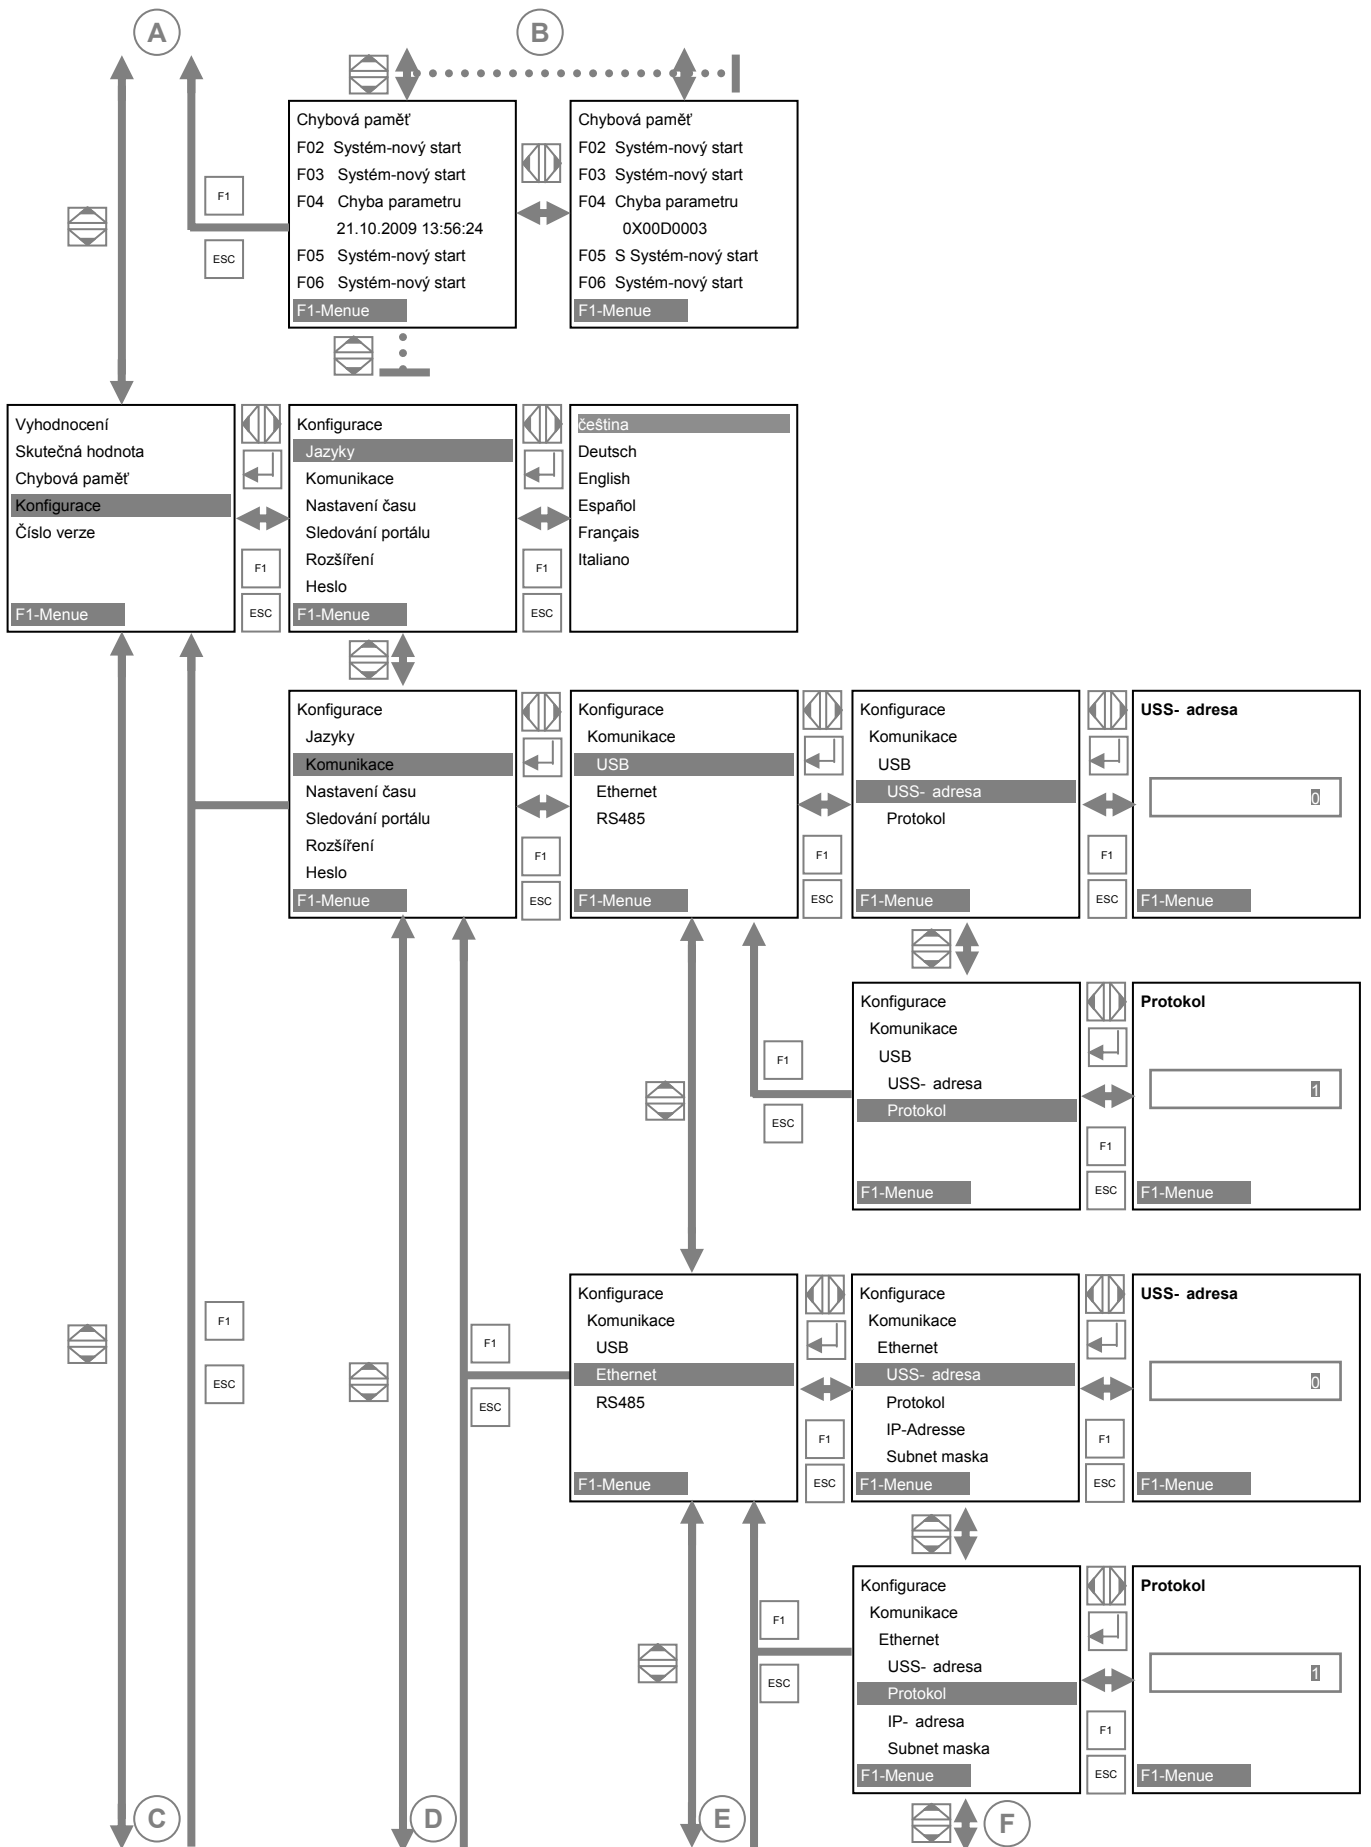 A
B
Chybová paměť
F02 Systém-nový start
F03 Systém-nový start
F04 Chyba parametru
21.10.2009 13:56:24
F05 Systém-nový start
F06 Systém-nový start
F1-Menue
Chybová paměť
F02 Systém-nový start
F03 Systém-nový start
F04 Chyba parametru
0X00D0003
F05 S Systém-nový start
F06 Systém-nový start
F1-Menue
F1
ESC
Vyhodnocení
Skutečná hodnota
Chybová paměť
Konfigurace
Číslo verze
F1-Menue
F1
ESC
Konfigurace
Jazyky
Komunikace
Nastavení času
Sledování portálu
Rozšíření
Heslo
F1-Menue
F1
ESC
čeština
Deutsch
English
Español
Français
Italiano
Konfigurace
Jazyky
Komunikace
Nastavení času
Sledování portálu
Rozšíření
Heslo
F1-Menue
F1
ESC
Konfigurace
Komunikace
USB
Ethernet
RS485
F1-Menue
F1
ESC
Konfigurace
Komunikace
USB
USS- adresa
Protokol
F1-Menue
F1
ESC
USS- adresa
0
F1-Menue
F1
ESC
Konfigurace
Komunikace
USB
USS- adresa
Protokol
F1-Menue
F1
ESC
Protokol
1
F1-Menue
F1
ESC
F1
ESC
Konfigurace
Komunikace
USB
Ethernet
RS485
F1-Menue
F1
ESC
Konfigurace
Komunikace
Ethernet
USS- adresa
Protokol
IP-Adresse
Subnet maska
F1-Menue
F1
ESC
USS- adresa
0
F1-Menue
F1
ESC
Konfigurace
Komunikace
Ethernet
USS- adresa
Protokol
IP- adresa
Subnet maska
F1-Menue
F1
ESC
Protokol
1
F1-Menue
C
D
E
F